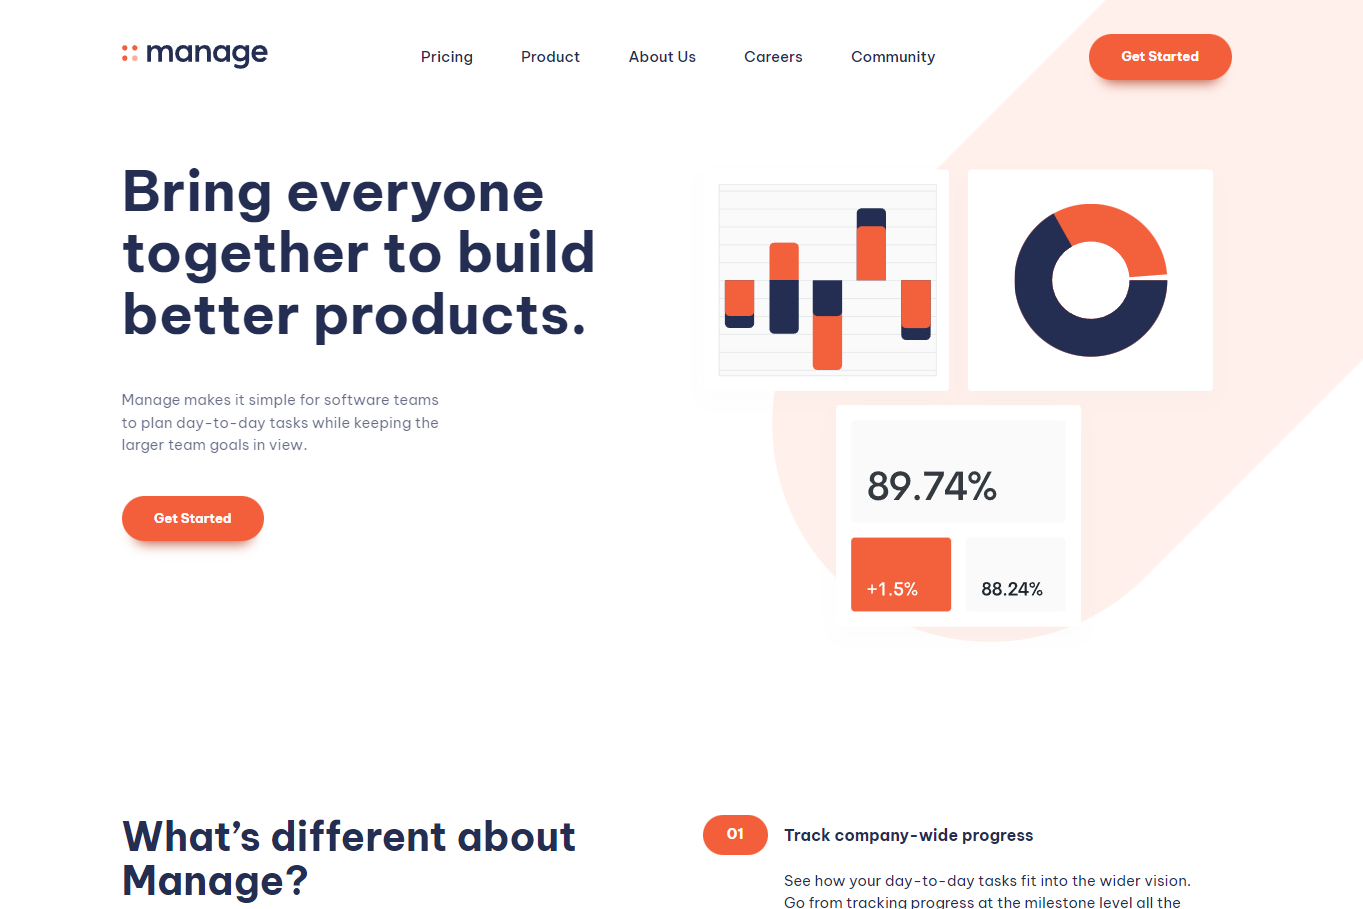 manage
Pricing
Product
About Us
Careers
Community
Get Started
Bring everyone
together to build
better products.
Manage makes it simple for software teams
to plan day-to-day tasks while keeping the
larger team goals in view.
Get Started
89.74%
+1.5%
88.24%
What’s different about
Manage?
01
Track company-wide progress
See how your day-to-day tasks fit into the wider vision.
Go from tracking progress at the milestone level all the